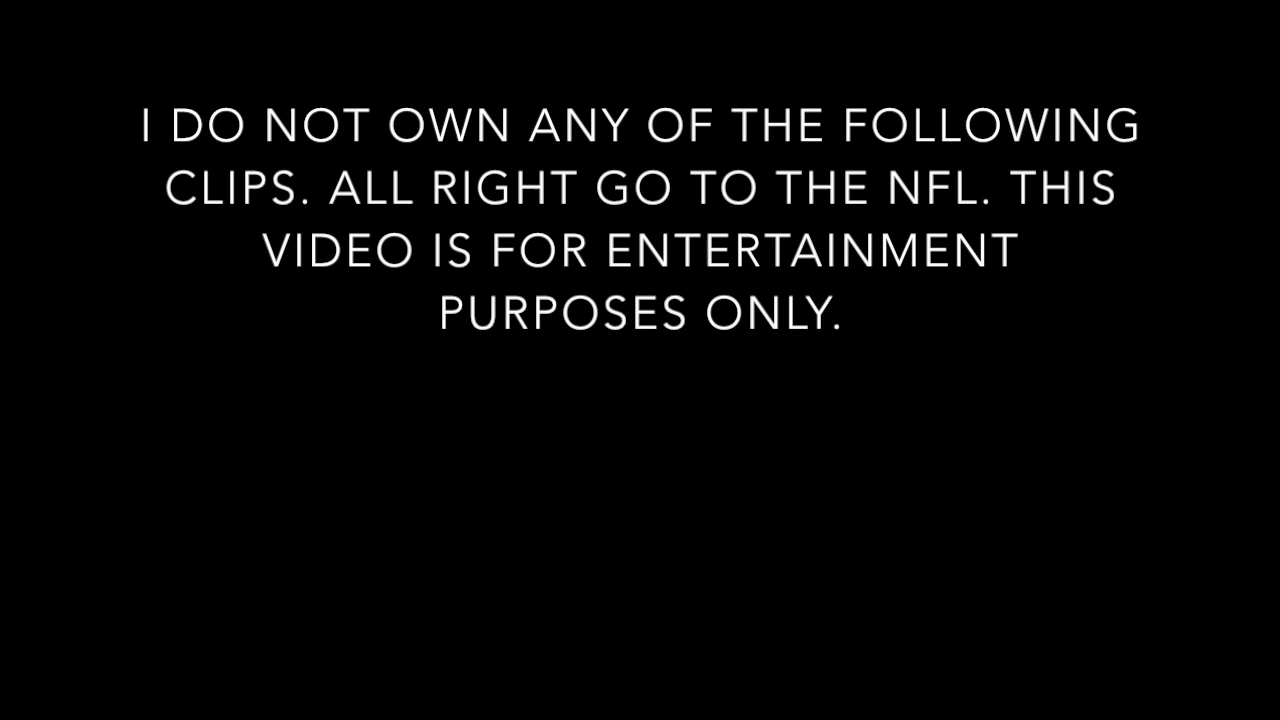 I DO NOT OWN ANY OF THE FOLLOWING
CLIPS. ALL RIGHT GO TO THE NFL. THIS
VIDEO IS FOR ENTERTAINMENT
PURPOSES ONLY.